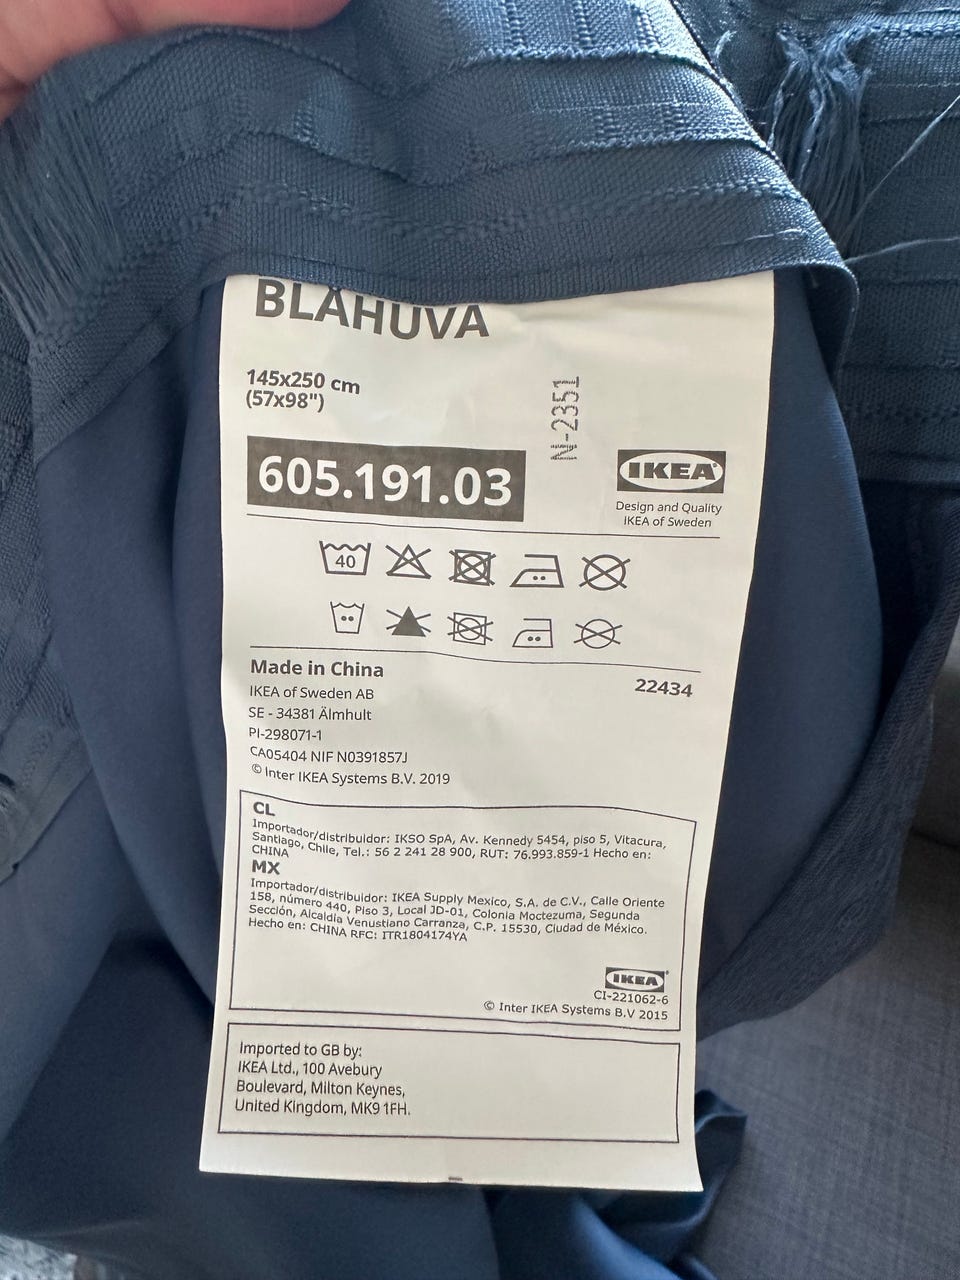 BLÅHUVA
145x250 cm
(57x98")
N-2351
605.191.03
IKEA®
Design and Quality
IKEA of Sweden
40
Made in China
22434
IKEA of Sweden AB
SE - 34381 Älmhult
PI-298071-1
CA05404 NIF N0391857J
© Inter IKEA Systems B.V. 2019
CL
Importador/distribuidor: IKSO SpA, Av. Kennedy 5454, piso 5, Vitacura,
Santiago, Chile, Tel.: 56 2 241 28 900, RUT: 76.993.859-1 Hecho en:
CHINA
MX
Importador/distribuidor: IKEA Supply Mexico, S.A. de C.V., Calle Oriente
158, número 440, Piso 3, Local JD-01, Colonia Moctezuma, Segunda
Sección, Alcaldía Venustiano Carranza, C.P. 15530, Ciudad de México.
Hecho en: CHINA RFC: ITR1804174YA
IKEA®
CI-221062-6
© Inter IKEA Systems B.V 2015
Imported to GB by:
IKEA Ltd., 100 Avebury
Boulevard, Milton Keynes,
United Kingdom, MK9 1FH.